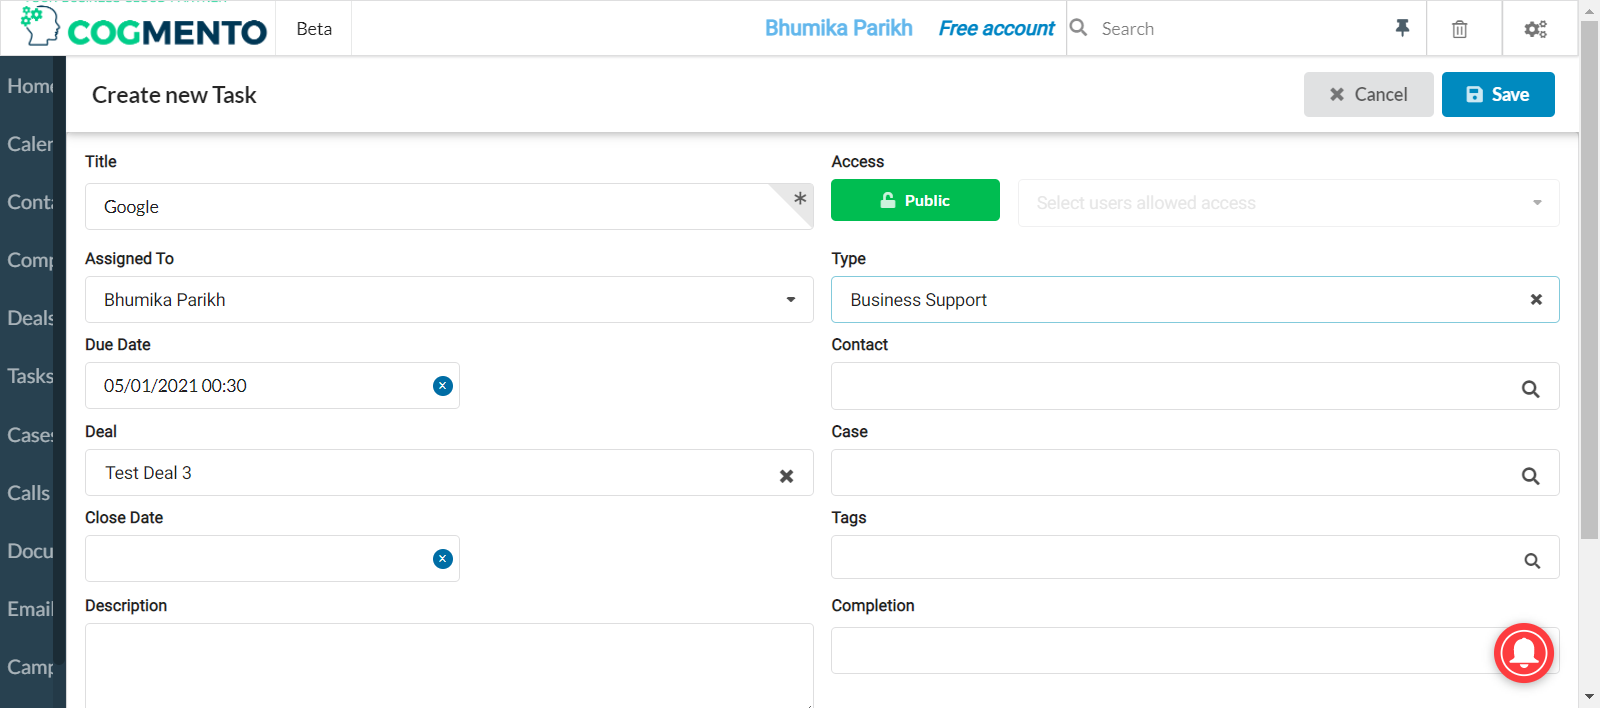 COGMENTO
Beta
Bhumika Parikh
Free account
Search
Home
Create new Task
Cancel
Save
Calen
Title
Access
Google
*
Public
Select users allowed access
Conta
Assigned To
Type
Comp
Bhumika Parikh
Business Support
Deals
Due Date
Contact
05/01/2021 00:30
Tasks
Deal
Case
Cases
Test Deal 3
Calls
Close Date
Tags
Docu
Description
Completion
Email
Camp